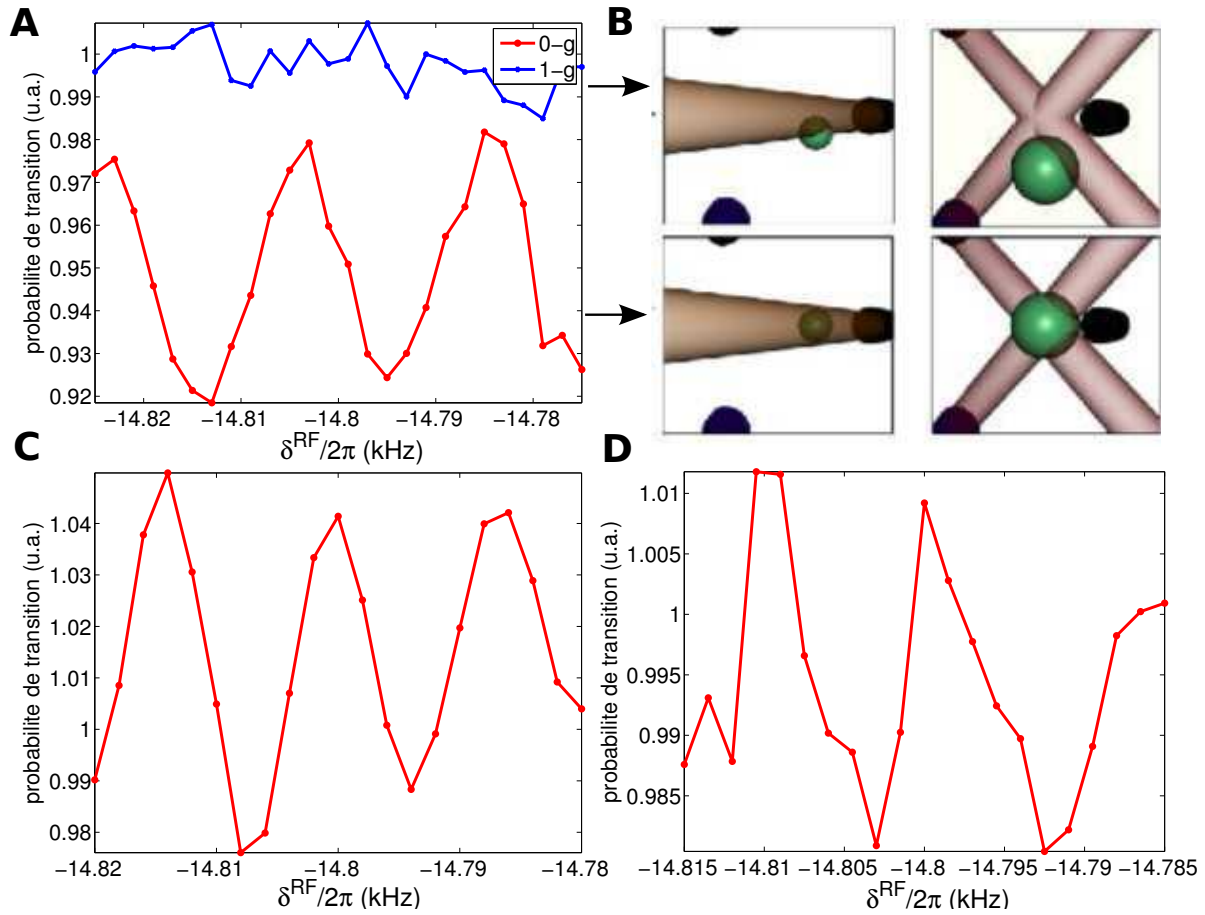 A
B
probabilite de transition (u.a.)
1
0.99
0.98
0.97
0.96
0.95
0.94
0.93
0.92
0-g
1-g
-14.82 -14.81 -14.8 -14.79 -14.78
δ^RF/2π (kHz)
C
D
probabilite de transition (u.a.)
1.04
1.03
1.02
1.01
1
0.99
0.98
-14.82 -14.81 -14.8 -14.79 -14.78
δ^RF/2π (kHz)
probabilite de transition (u.a.)
1.01
1.005
1
0.995
0.99
0.985
-14.815 -14.81 -14.805 -14.8 -14.795 -14.79 -14.785
δ^RF/2π (kHz)